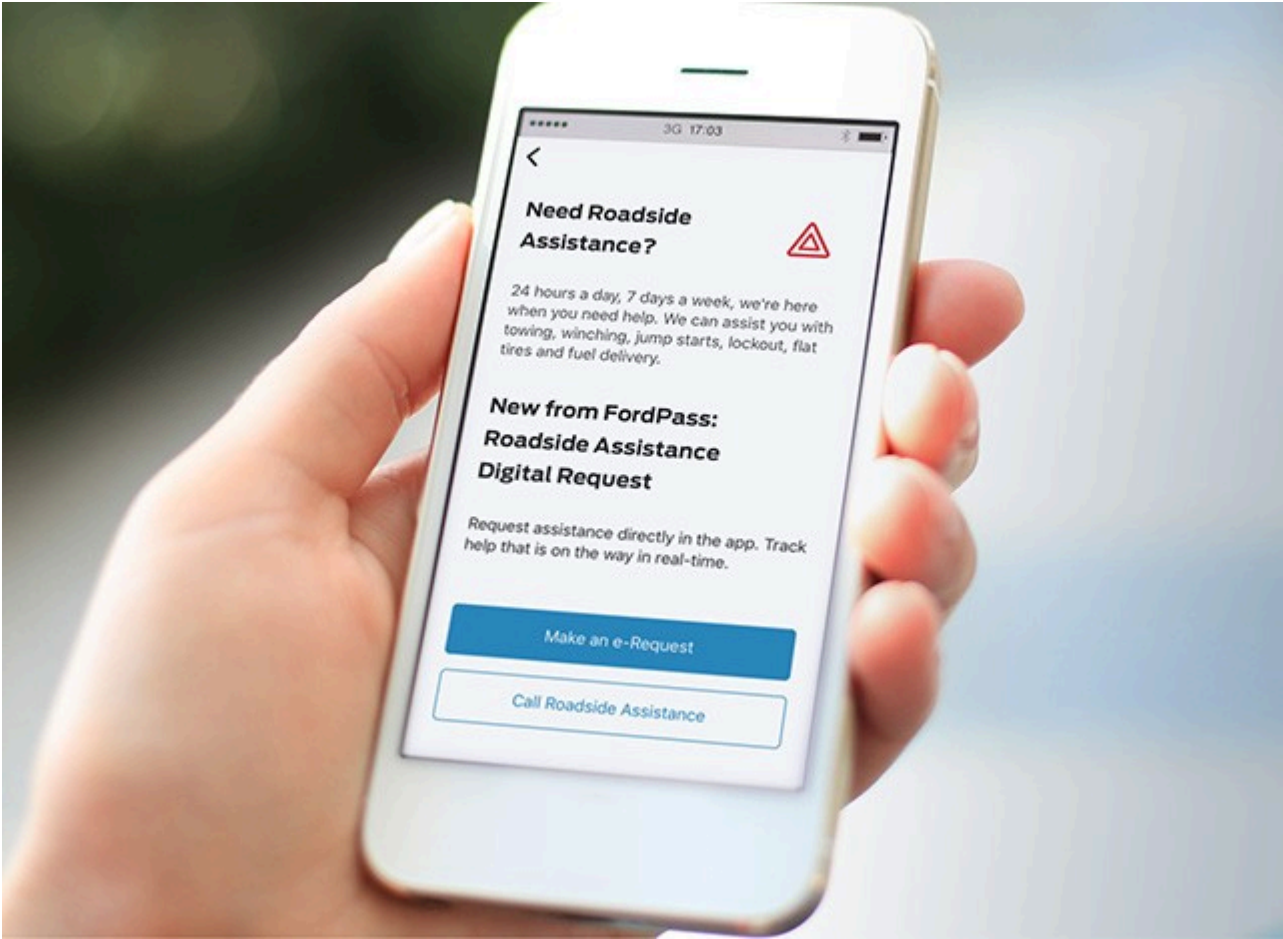 3G 17:03
Need Roadside
Assistance?
24 hours a day, 7 days a week, we're here
when you need help. We can assist you with
towing, winching, jump starts, lockout, flat
tires and fuel delivery.
New from FordPass:
Roadside Assistance
Digital Request
Request assistance directly in the app. Track
help that is on the way in real-time.
Make an e-Request
Call Roadside Assistance